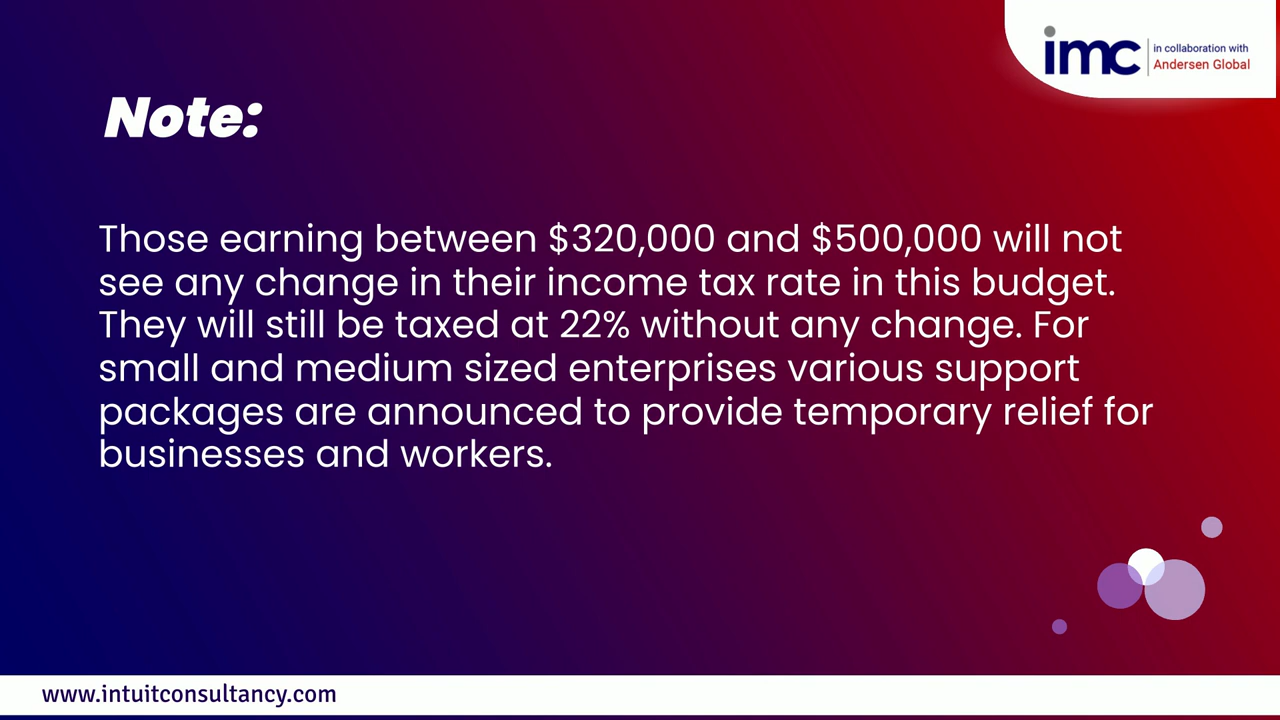 imc
in collaboration with
Andersen Global
Note:
Those earning between $320,000 and $500,000 will not
see any change in their income tax rate in this budget.
They will still be taxed at 22% without any change. For
small and medium sized enterprises various support
packages are announced to provide temporary relief for
businesses and workers.
www.intuitconsultancy.com